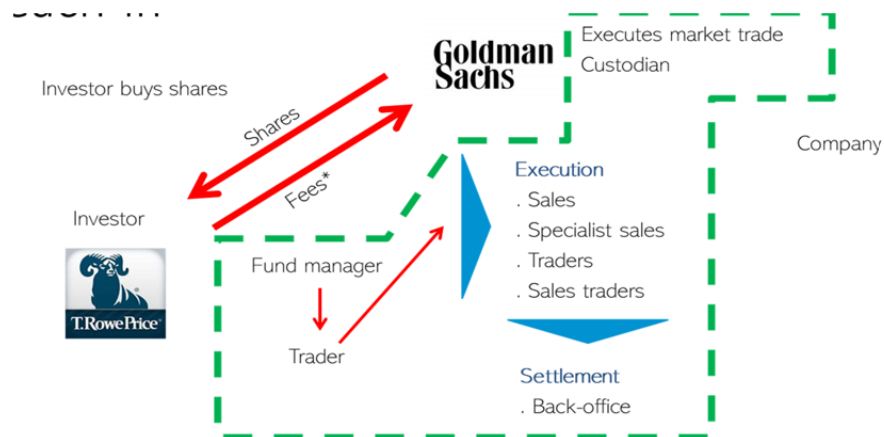 Investor buys shares
Goldman
Sachs
Executes market trade
Custodian
Shares
Fees*
Company
Investor
T.RowePrice
Fund manager
Trader
Execution
. Sales
. Specialist sales
. Traders
. Sales traders
Settlement
. Back-office